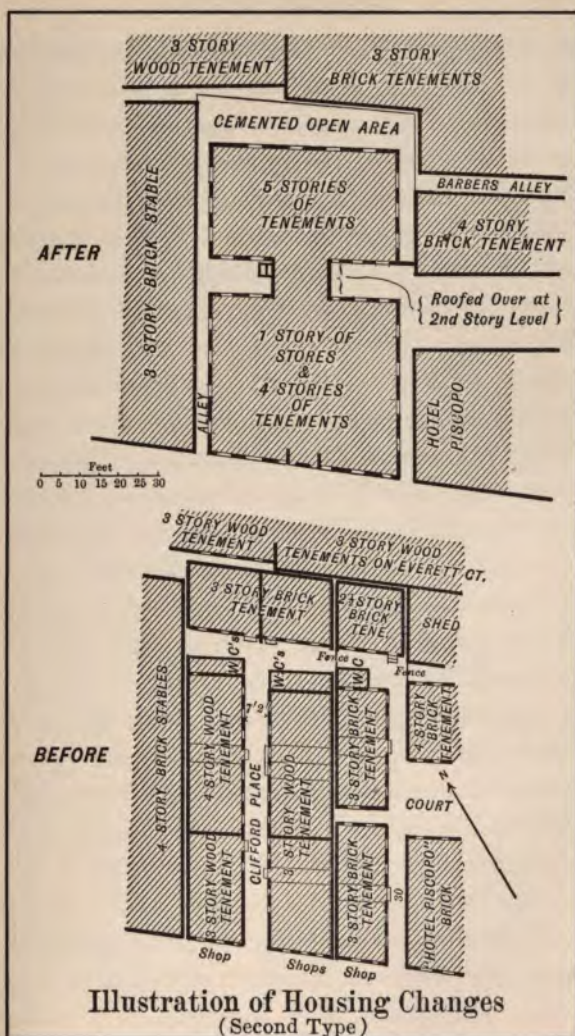 3 STORY
WOOD TENEMENT
3 STORY
BRICK TENEMENTS
CEMENTED OPEN AREA
BARBERS ALLEY
5 STORIES
OF
TENEMENTS
4 STORY
BRICK TENEMENT
AFTER
3 STORY BRICK STABLE
Roofed Over at
2nd Story Level
1 STORY OF
STORES
&
4 STORIES
OF
TENEMENTS
ALLEY
HOTEL
PISCOPO
Feet
0 5 10 15 20 25 30
3 STORY WOOD
TENEMENT
3 STORY WOOD
TENEMENTS ON EVERETT CT.
3 STORY BRICK
TENEMENT
2½ STORY
BRICK
TENE.
SHED
W C's
W C's
Fence
W C
Fence
4 STORY BRICK STABLES
4 STORY WOOD
TENEMENT
7'2
3 STORY BRICK
TENEMENT
4 STORY
BRICK
TENEMENT
BEFORE
CLIFFORD PLACE
3 STORY WOOD
TENEMENT
COURT
N
3 STORY WOOD
TENEMENT
3 STORY BRICK
TENEMENT
30
"HOTEL PISCOPO"
BRICK
Shop
Shops
Shop
Illustration of Housing Changes
(Second Type)